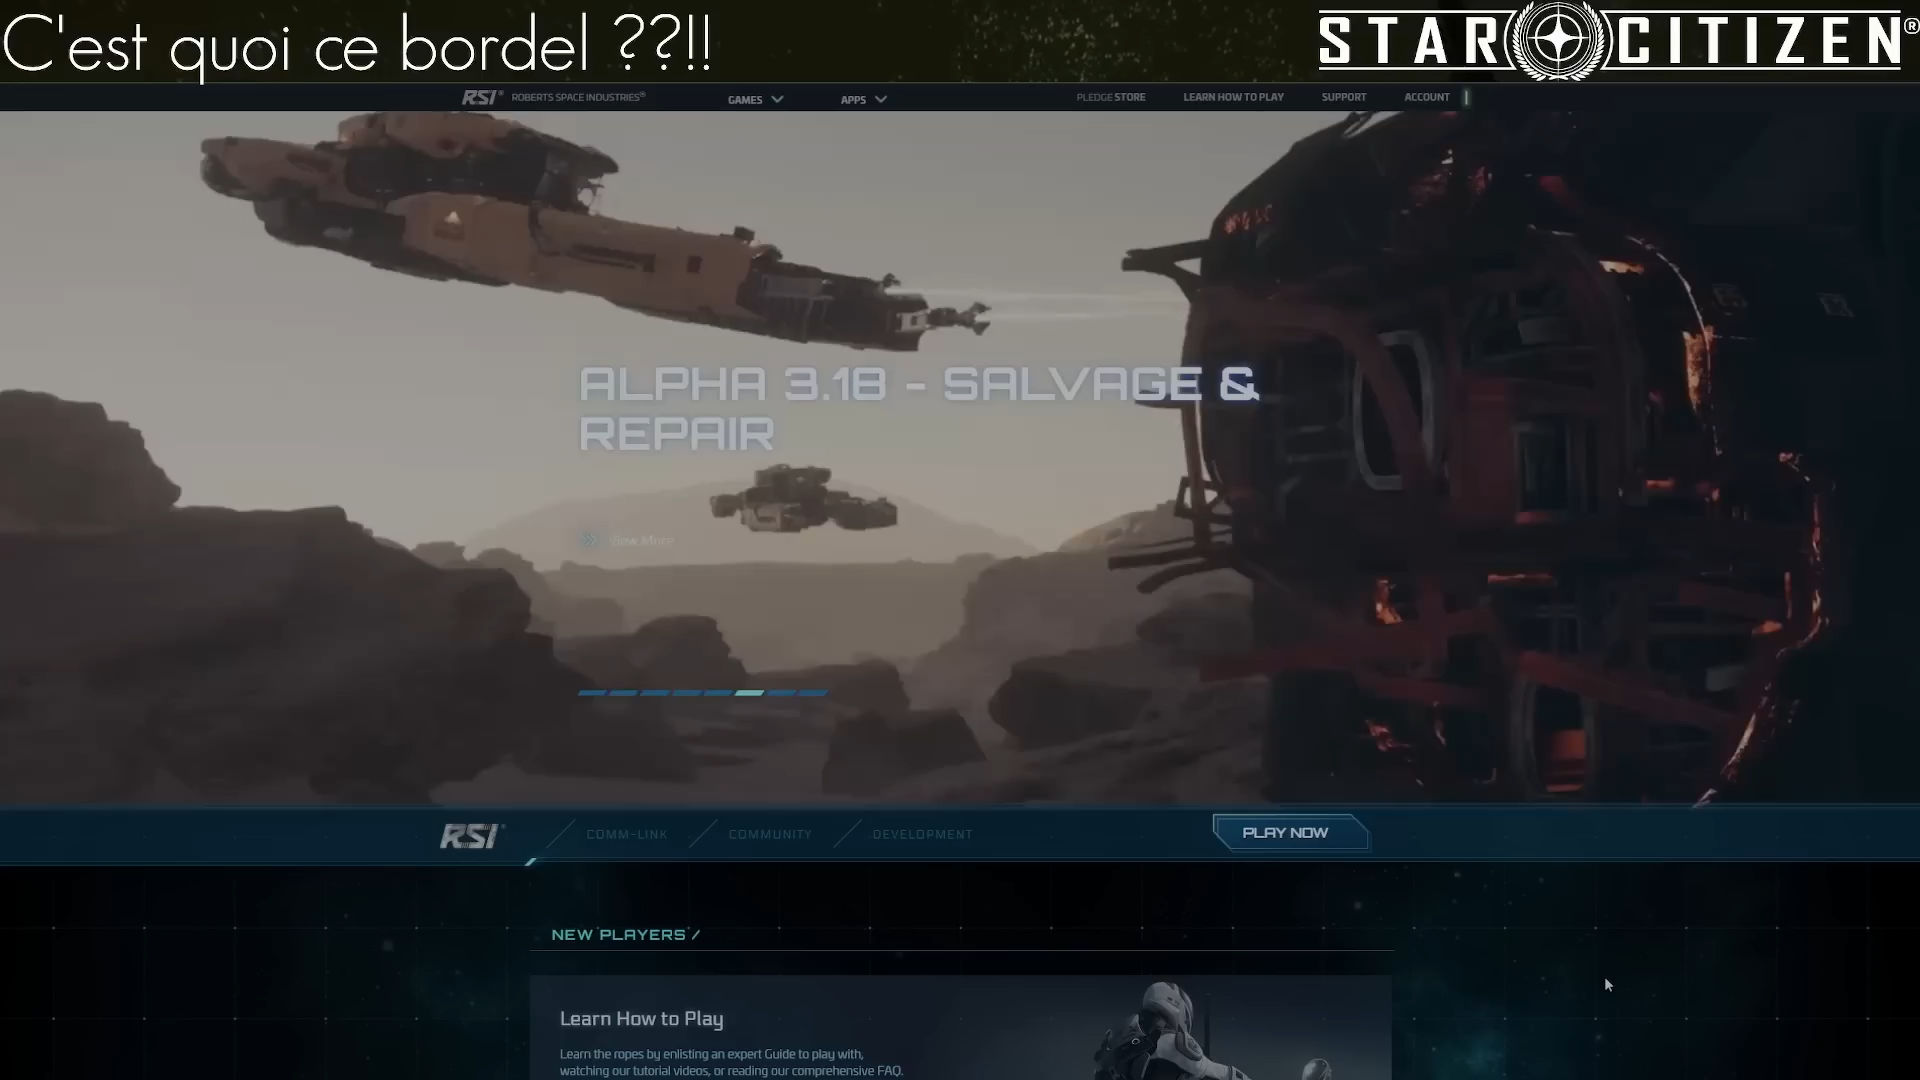 C'est quoi ce bordel ??!!
STAR CITIZEN®
RSI® ROBERTS SPACE INDUSTRIES® GAMES APPS PLEDGE STORE LEARN HOW TO PLAY SUPPORT ACCOUNT
ALPHA 3.18 - SALVAGE &
REPAIR
View More
RSI® COMM-LINK COMMUNITY DEVELOPMENT PLAY NOW
NEW PLAYERS /
Learn How to Play
Learn the ropes by enlisting an expert Guide to play with,
watching our tutorial videos, or reading our comprehensive FAQ.